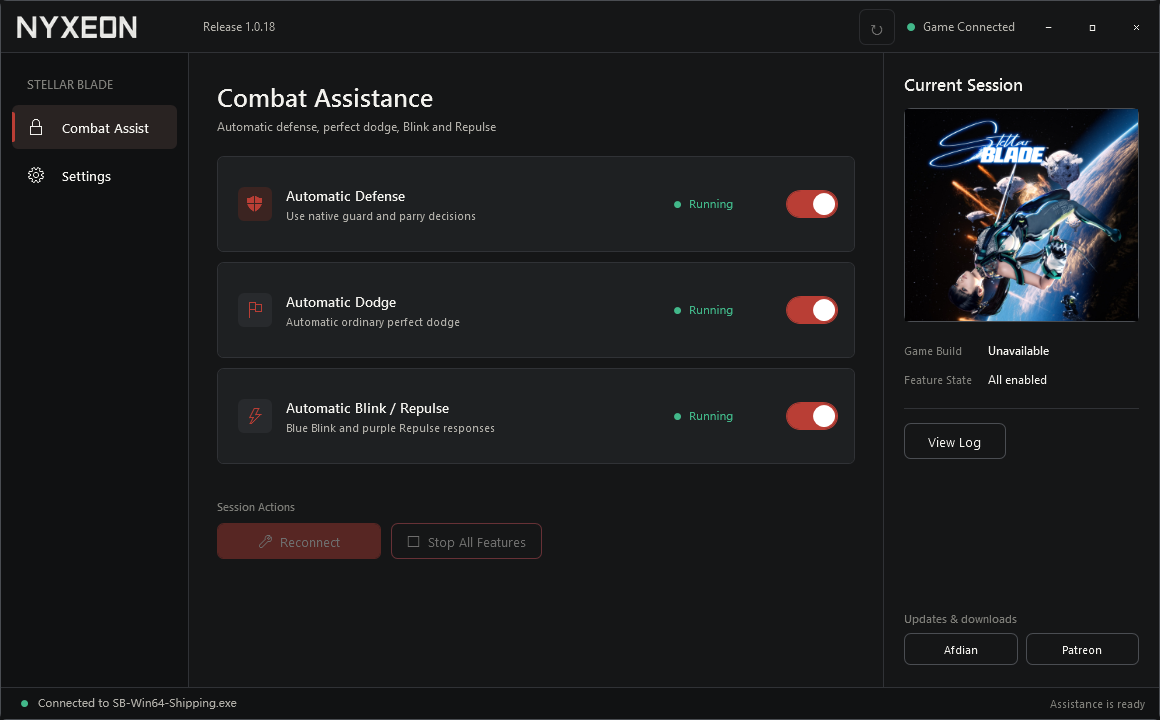 NYXEON
Release 1.0.18
↻
Game Connected
STELLAR BLADE
Combat Assist
Settings
Combat Assistance
Automatic defense, perfect dodge, Blink and Repulse
Automatic Defense
Use native guard and parry decisions
Running
Automatic Dodge
Automatic ordinary perfect dodge
Running
Automatic Blink / Repulse
Blue Blink and purple Repulse responses
Running
Session Actions
Reconnect
Stop All Features
Current Session
Stellar
BLADE
Game Build Unavailable
Feature State All enabled
View Log
Updates & downloads
Afdian
Patreon
Connected to SB-Win64-Shipping.exe
Assistance is ready